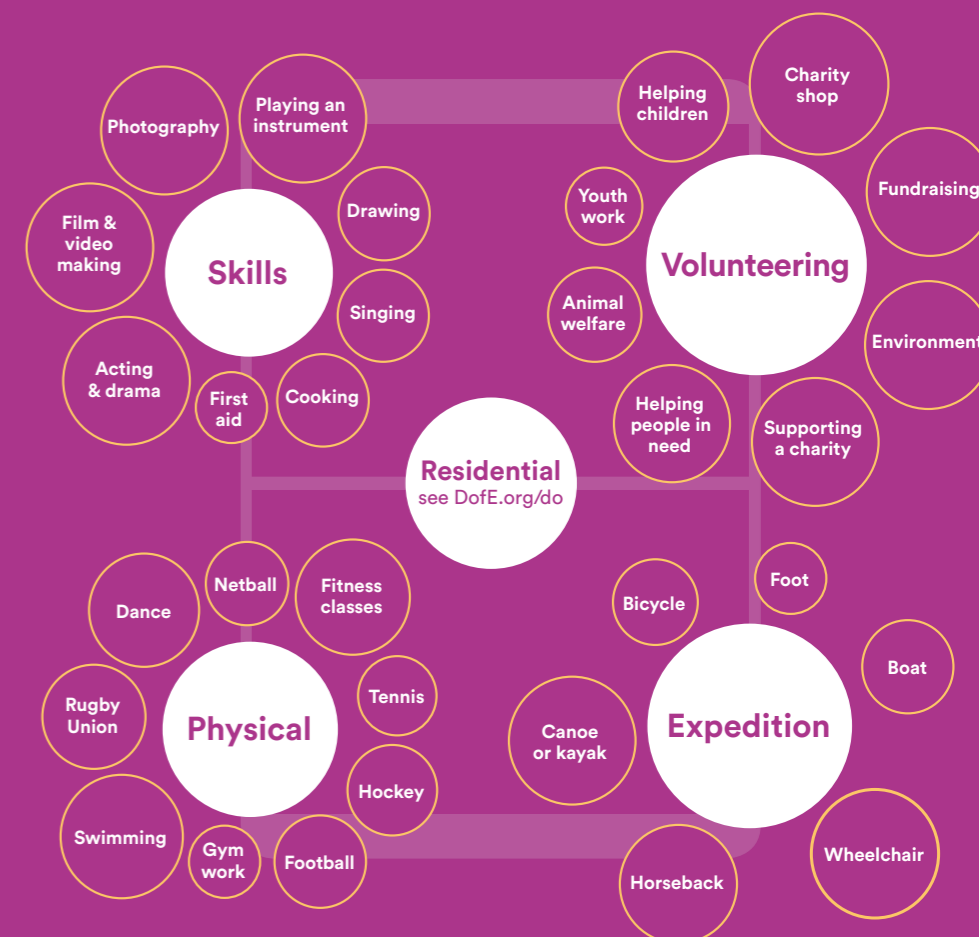 Photography
Playing an
instrument
Film &
video
making
Drawing
Skills
Singing
Acting
& drama
First
aid
Cooking
Helping
children
Charity
shop
Youth
work
Fundraising
Volunteering
Animal
welfare
Environment
Helping
people in
need
Supporting
a charity
Residential
see DofE.org/do
Dance
Netball
Fitness
classes
Rugby
Union
Tennis
Physical
Hockey
Swimming
Gym
work
Football
Bicycle
Foot
Boat
Canoe
or kayak
Expedition
Horseback
Wheelchair